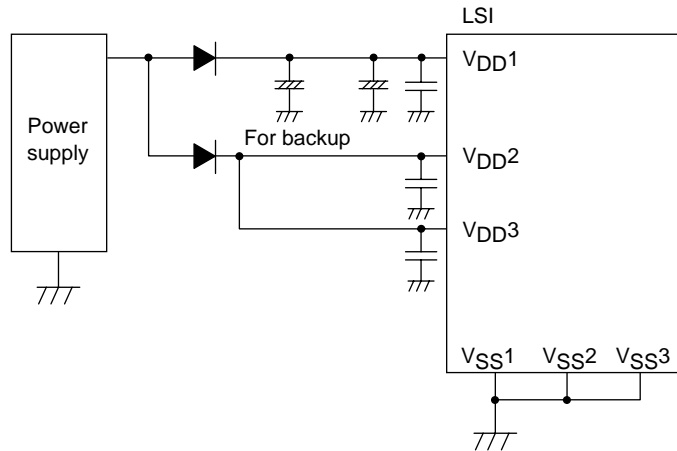 LSI
VDD1
Power
supply
For backup
VDD2
VDD3
VSS1 VSS2 VSS3